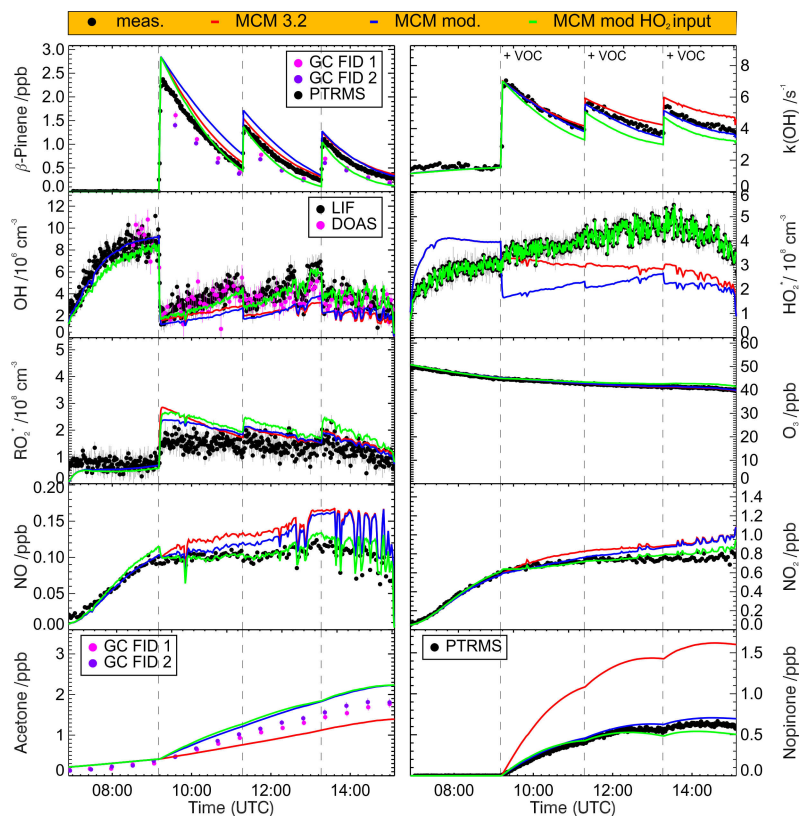 meas. MCM 3.2 MCM mod. MCM mod HO2 input
+ VOC + VOC + VOC
β-Pinene /ppb
3.0
2.5
2.0
1.5
1.0
0.5
0.0
GC FID 1
GC FID 2
PTRMS
k(OH) /s-1
8
6
4
2
0
OH /10^6 cm-3
12
10
8
6
4
2
0
LIF
DOAS
HO2* /10^8 cm-3
6
5
4
3
2
1
0
RO2* /10^8 cm-3
5
4
3
2
1
0
O3/ppb
60
50
40
30
20
10
0
NO/ppb
0.20
0.15
0.10
0.05
0.00
NO2/ppb
1.4
1.2
1.0
0.8
0.6
0.4
0.2
0.0
Acetone /ppb
3
2
1
0
GC FID 1
GC FID 2
Nopinone /ppb
1.5
1.0
0.5
0.0
PTRMS
08:00 10:00 12:00 14:00
Time (UTC)
08:00 10:00 12:00 14:00
Time (UTC)